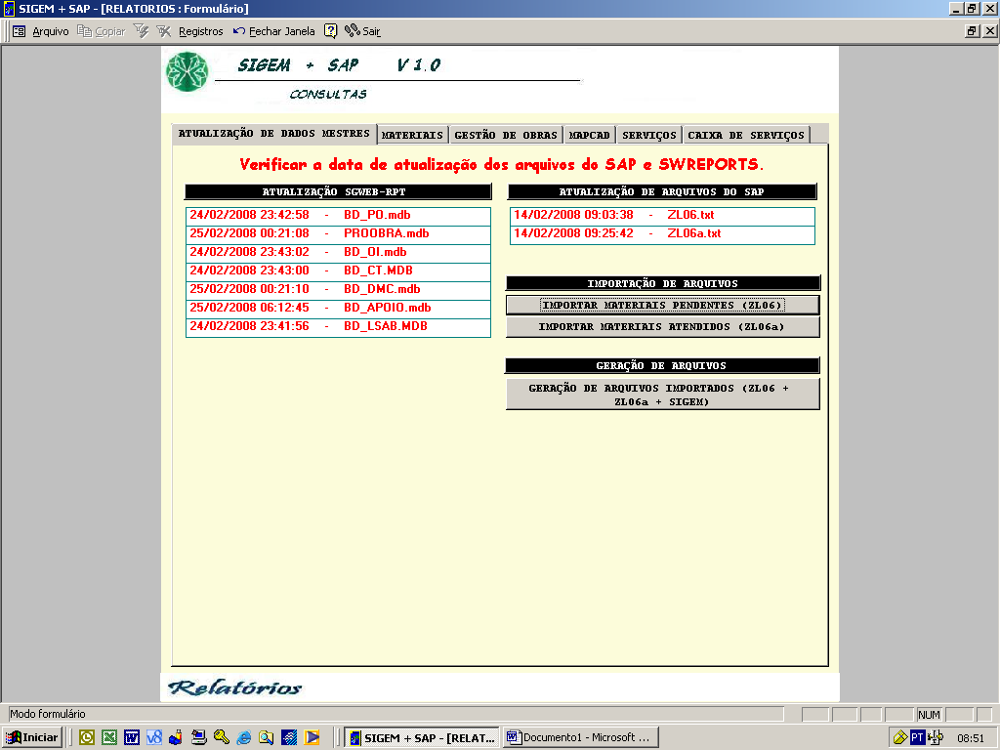 SIGEM + SAP - [RELATORIOS : Formulário]
Arquivo Copiar Registros Fechar Janela Sair
SIGEM + SAP V 1.0
CONSULTAS
ATUALIZAÇÃO DE DADOS MESTRES MATERIAIS GESTÃO DE OBRAS MAPCAD SERVIÇOS CAIXA DE SERVIÇOS
Verificar a data de atualização dos arquivos do SAP e SWREPORTS.
ATUALIZAÇÃO SGWEB-RPT
24/02/2008 23:42:58 - BD_PO.mdb
25/02/2008 00:21:08 - PROOBRA.mdb
24/02/2008 23:43:02 - BD_OI.mdb
24/02/2008 23:43:00 - BD_CT.MDB
25/02/2008 00:21:10 - BD_DMC.mdb
25/02/2008 06:12:45 - BD_APOIO.mdb
24/02/2008 23:41:56 - BD_LSAB.MDB
ATUALIZAÇÃO DE ARQUIVOS DO SAP
14/02/2008 09:03:38 - ZL06.txt
14/02/2008 09:25:42 - ZL06a.txt
IMPORTAÇÃO DE ARQUIVOS
IMPORTAR MATERIAIS PENDENTES (ZL06)
IMPORTAR MATERIAIS ATENDIDOS (ZL06a)
GERAÇÃO DE ARQUIVOS
GERAÇÃO DE ARQUIVOS IMPORTADOS (ZL06 +
ZL06a + SIGEM)
Relatórios
Modo formulário NUM
Iniciar SIGEM + SAP - [RELAT... Documento1 - Microsoft ... PT 08:51